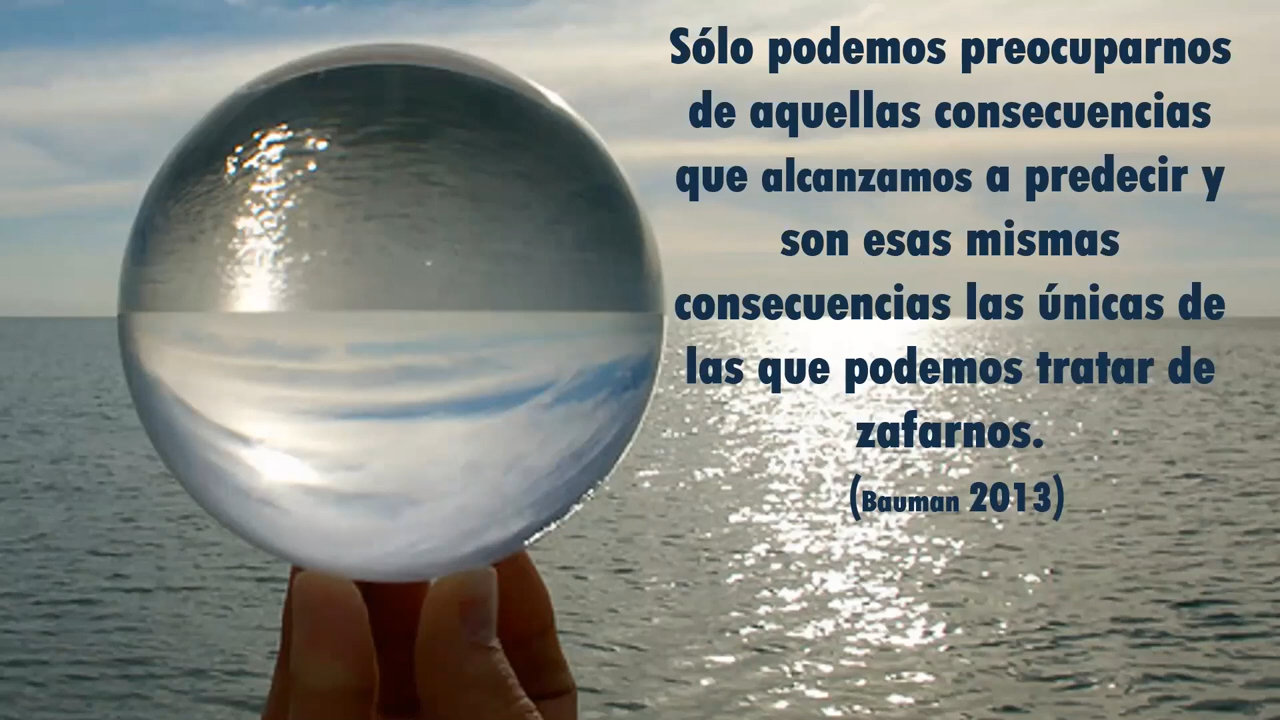 Sólo podemos preocuparnos
de aquellas consecuencias
que alcanzamos a predecir y
son esas mismas
consecuencias las únicas de
las que podemos tratar de
zafarnos.
(Bauman 2013)